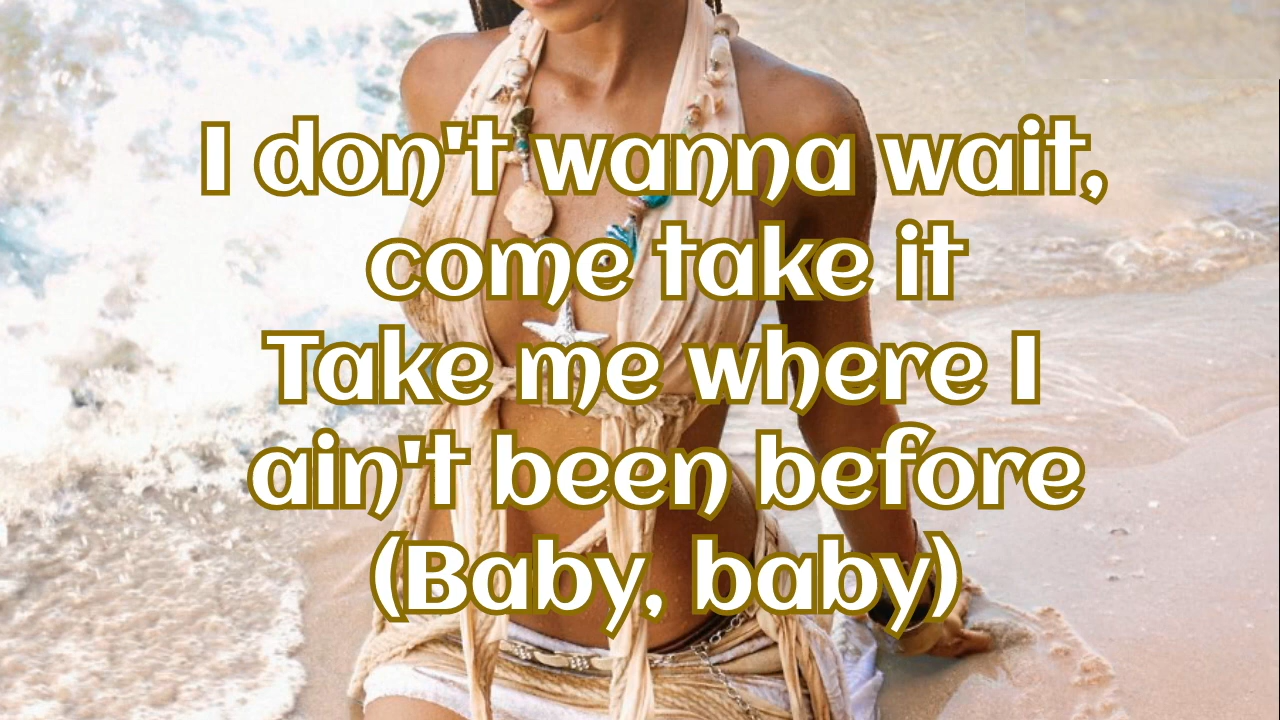 I don't wanna wait,
come take it
Take me where I
ain't been before
(Baby, baby)